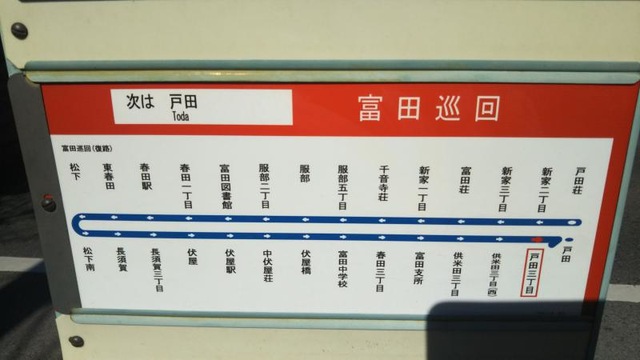 次は 戸田
Toda
富田巡回
富田巡回(復路)
松下
東春田
春田駅
春田一丁目
富田図書館
服部二丁目
服部
服部五丁目
千音寺荘
新家一丁目
富田荘
新家三丁目
新家二丁目
戸田荘
松下南
長須賀
長須賀三丁目
伏屋
伏屋駅
中伏屋荘
伏屋橋
富田中学校
春田三丁目
富田支所
供米田三丁目
供米田三丁目(西)
戸田三丁目
戸田